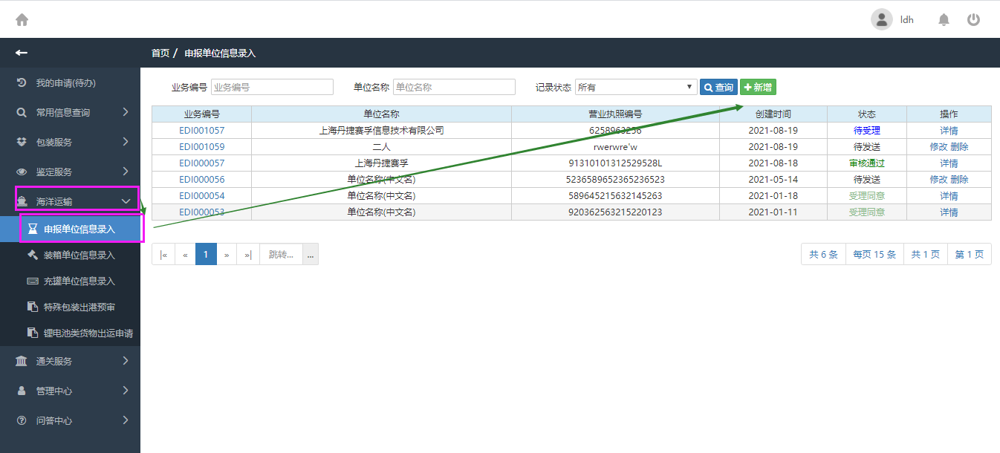 ldh
首页 / 申报单位信息录入
我的申请(待办)
常用信息查询
包装服务
鉴定服务
海洋运输
申报单位信息录入
装箱单位信息录入
充罐单位信息录入
特殊包装出港预审
锂电池类货物出运申请
通关服务
管理中心
问答中心
业务编号 业务编号 单位名称 单位名称 记录状态 所有 查询 新增
业务编号 单位名称 营业执照编号 创建时间 状态 操作
EDI001057 上海丹捷赛孚信息技术有限公司 6258963256 2021-08-19 待受理 详情
EDI001059 二人 rwerwre'w 2021-08-19 待发送 修改 删除
EDI000057 上海丹捷赛孚 91310101312529528L 2021-08-18 审核通过 详情
EDI000056 单位名称(中文名) 5236589652365236523 2021-05-14 待发送 修改 删除
EDI000054 单位名称(中文名) 589645215632145263 2021-01-18 受理同意 详情
EDI000053 单位名称(中文名) 920362563215220123 2021-01-11 受理同意 详情
|« « 1 » »| 跳转... ... 共 6 条 每页 15 条 共 1 页 第 1 页